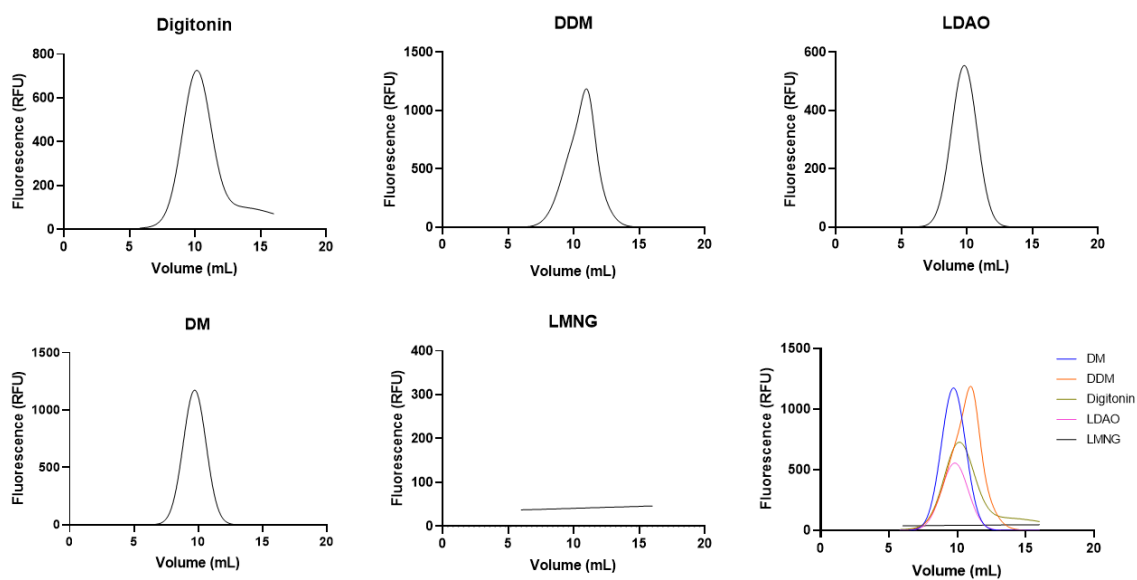 Digitonin
Fluorescence (RFU)
800
600
400
200
0
0 5 10 15 20
Volume (mL)
DDM
Fluorescence (RFU)
1500
1000
500
0
0 5 10 15 20
Volume (mL)
LDAO
Fluorescence (RFU)
600
400
200
0
0 5 10 15 20
Volume (mL)
DM
Fluorescence (RFU)
1500
1000
500
0
0 5 10 15 20
Volume (mL)
LMNG
Fluorescence (RFU)
400
300
200
100
0
0 5 10 15 20
Volume (mL)
Fluorescence (RFU)
1500
1000
500
0
0 5 10 15 20
Volume (mL)
DM
DDM
Digitonin
LDAO
LMNG